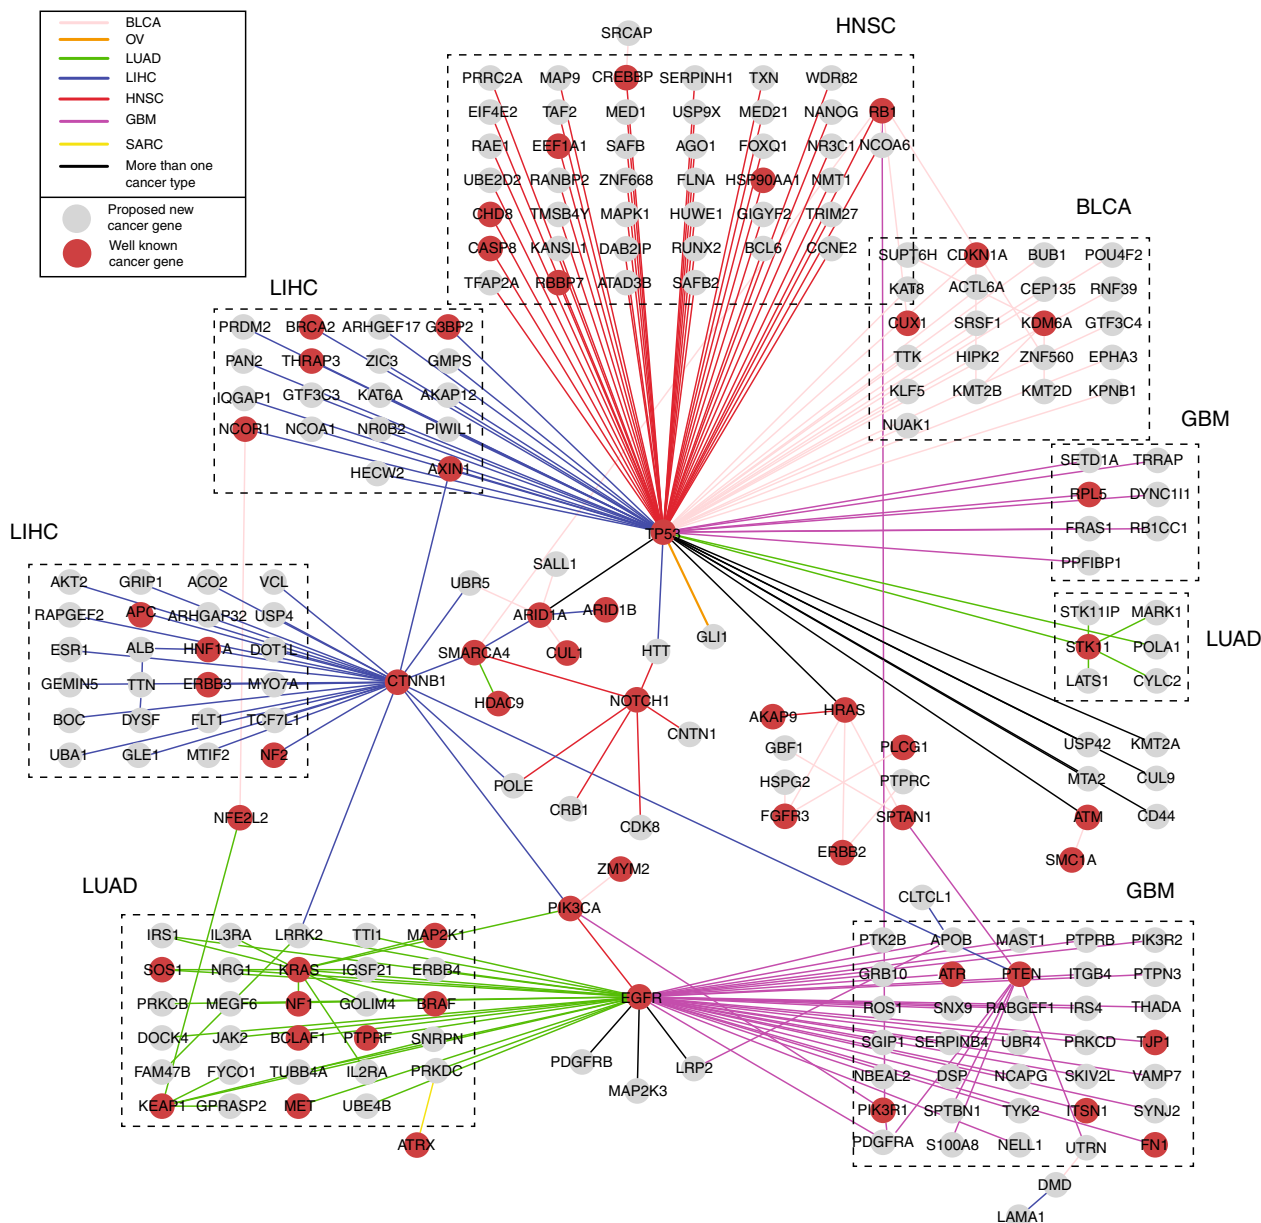 BLCA
OV
LUAD
LIHC
HNSC
GBM
SARC
More than one
cancer type
Proposed new
cancer gene
Well known
cancer gene
SRCAP
HNSC
PRRC2A MAP9 CREBBP SERPINH1 TXN WDR82
EIF4E2 TAF2 MED1 USP9X MED21 NANOG RB1
RAE1 EEF1A1 SAFB AGO1 FOXQ1 NR3C1 NCOA6
UBE2D2 RANBP2 ZNF668 FLNA HSP90AA1 NMT1
CHD8 TMSB4Y MAPK1 HUWE1 GIGYF2 TRIM27
CASP8 KANSL1 DAB2IP RUNX2 BCL6 CCNE2
TFAP2A RBBP7 ATAD3B SAFB2
BLCA
SUPT6H CDKN1A BUB1 POU4F2
KAT8 ACTL6A CEP135 RNF39
CUX1 SRSF1 KDM6A GTF3C4
TTK HIPK2 ZNF560 EPHA3
KLF5 KMT2B KMT2D KPNB1
NUAK1
LIHC
PRDM2 BRCA2 ARHGEF17 G3BP2
PAN2 THRAP3 ZIC3 GMPS
IQGAP1 GTF3C3 KAT6A AKAP12
NCOR1 NCOA1 NR0B2 PIWIL1
HECW2 AXIN1
GBM
SETD1A TRRAP
RPL5 DYNC1I1
FRAS1 RB1CC1
PPFIBP1
TP53
LIHC
AKT2 GRIP1 ACO2 VCL
RAPGEF2 APC ARHGAP32 USP4
ESR1 ALB HNF1A DOT1L
GEMIN5 TTN ERBB3 MYO7A
BOC DYSF FLT1 TCF7L1
UBA1 GLE1 MTIF2 NF2
STK11IP MARK1
STK11 POLA1
LATS1 CYLC2
LUAD
SALL1
UBR5
ARID1A ARID1B
GLI1
SMARCA4 CUL1 HTT
CTNNB1
HDAC9 NOTCH1
CNTN1
POLE
CRB1
CDK8
AKAP9 HRAS
GBF1 PLCG1
HSPG2 PTPRC
FGFR3 SPTAN1
ERBB2
USP42 KMT2A
MTA2 CUL9
ATM CD44
SMC1A
NFE2L2
ZMYM2
PIK3CA
CLTCL1
LUAD
IRS1 IL3RA LRRK2 TTI1 MAP2K1
SOS1 NRG1 KRAS IGSF21 ERBB4
PRKCB MEGF6 NF1 GOLIM4 BRAF
DOCK4 JAK2 BCLAF1 PTPRF SNRPN
FAM47B FYCO1 TUBB4A IL2RA PRKDC
KEAP1 GPRASP2 MET UBE4B
ATRX
EGFR
PDGFRB
MAP2K3
LRP2
GBM
PTK2B APOB MAST1 PTPRB PIK3R2
GRB10 ATR PTEN ITGB4 PTPN3
ROS1 SNX9 RABGEF1 IRS4 THADA
SGIP1 SERPINB4 UBR4 PRKCD TJP1
NBEAL2 DSP NCAPG SKIV2L VAMP7
PIK3R1 SPTBN1 TYK2 ITSN1 SYNJ2
PDGFRA S100A8 NELL1 UTRN FN1
DMD
LAMA1